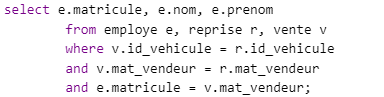 select e.matricule, e.nom, e.prenom
from employe e, reprise r, vente v
where v.id_vehicule = r.id_vehicule
and v.mat_vendeur = r.mat_vendeur
and e.matricule = v.mat_vendeur;